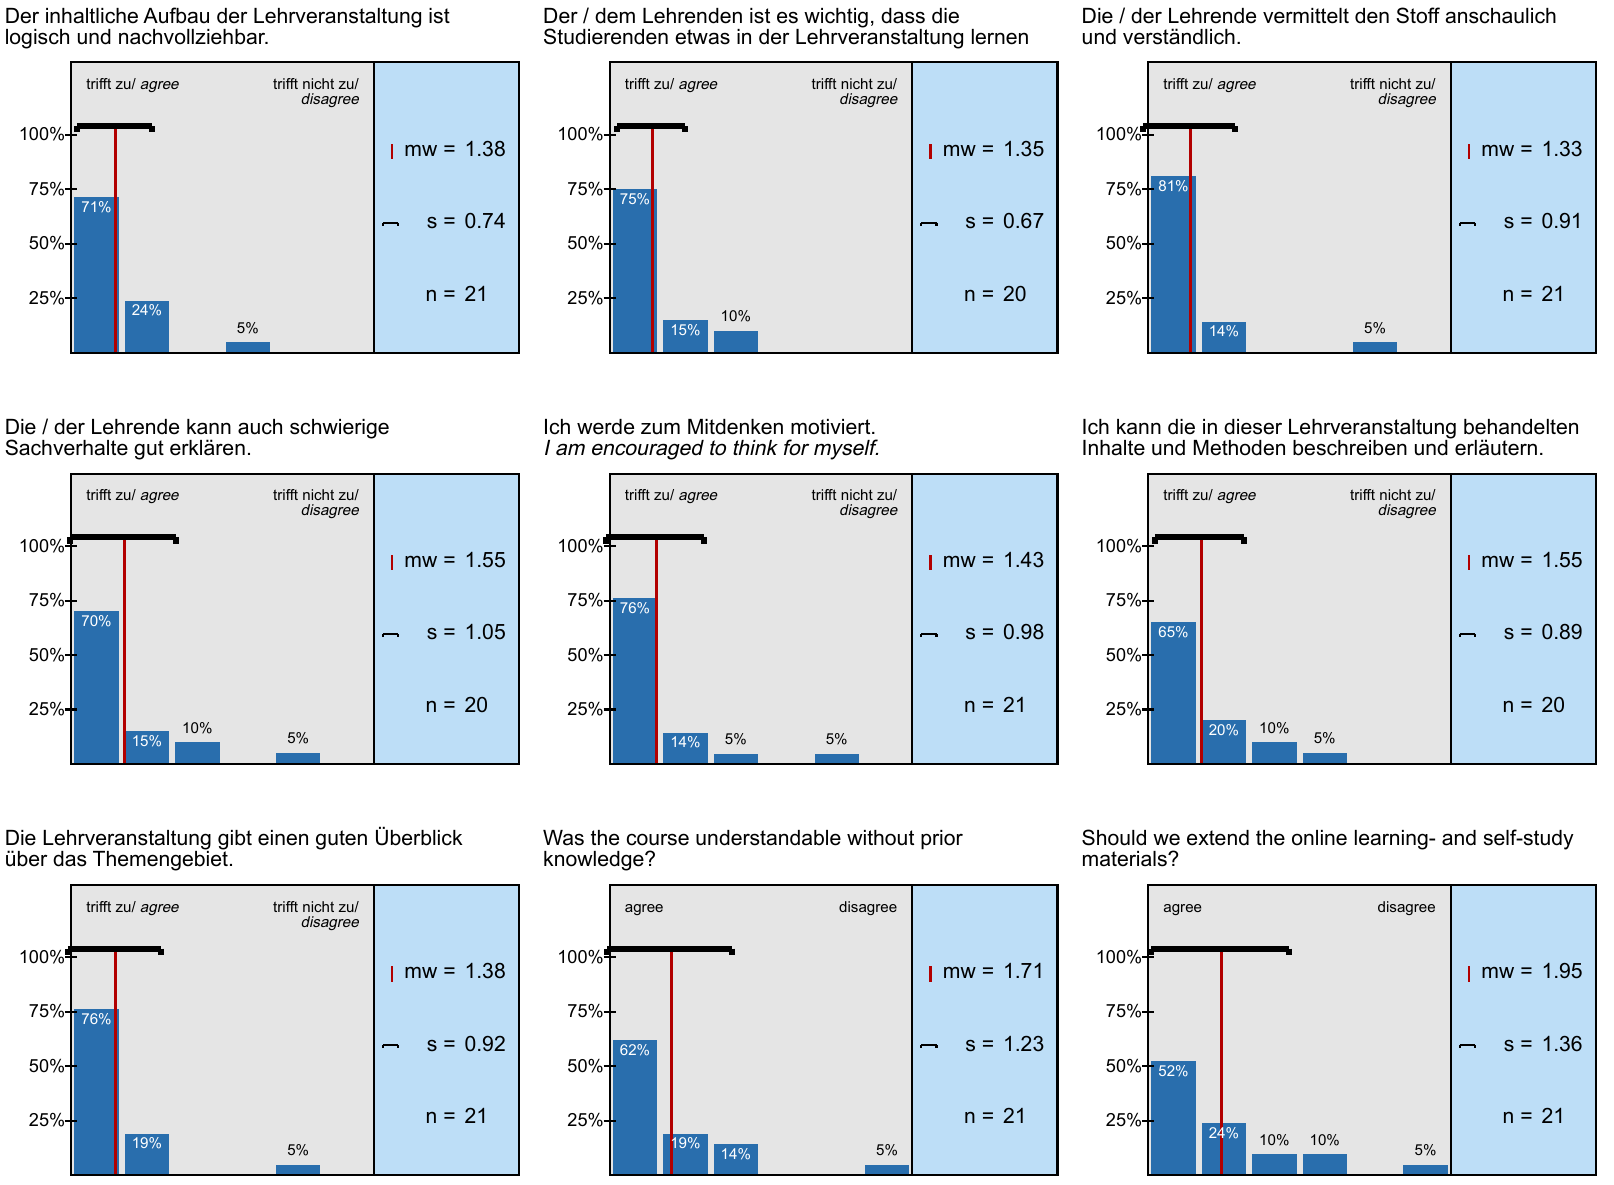 Der inhaltliche Aufbau der Lehrveranstaltung ist
logisch und nachvollziehbar.
trifft zu/ agree
trifft nicht zu/
disagree
100%
75%
50%
25%
71%
24%
5%
mw = 1.38
s = 0.74
n = 21
Der / dem Lehrenden ist es wichtig, dass die
Studierenden etwas in der Lehrveranstaltung lernen
trifft zu/ agree
trifft nicht zu/
disagree
100%
75%
50%
25%
75%
15%
10%
mw = 1.35
s = 0.67
n = 20
Die / der Lehrende vermittelt den Stoff anschaulich
und verständlich.
trifft zu/ agree
trifft nicht zu/
disagree
100%
75%
50%
25%
81%
14%
5%
mw = 1.33
s = 0.91
n = 21
Die / der Lehrende kann auch schwierige
Sachverhalte gut erklären.
trifft zu/ agree
trifft nicht zu/
disagree
100%
75%
50%
25%
70%
15%
10%
5%
mw = 1.55
s = 1.05
n = 20
Ich werde zum Mitdenken motiviert.
I am encouraged to think for myself.
trifft zu/ agree
trifft nicht zu/
disagree
100%
75%
50%
25%
76%
14%
5%
5%
mw = 1.43
s = 0.98
n = 21
Ich kann die in dieser Lehrveranstaltung behandelten
Inhalte und Methoden beschreiben und erläutern.
trifft zu/ agree
trifft nicht zu/
disagree
100%
75%
50%
25%
65%
20%
10%
5%
mw = 1.55
s = 0.89
n = 20
Die Lehrveranstaltung gibt einen guten Überblick
über das Themengebiet.
trifft zu/ agree
trifft nicht zu/
disagree
100%
75%
50%
25%
76%
19%
5%
mw = 1.38
s = 0.92
n = 21
Was the course understandable without prior
knowledge?
agree
disagree
100%
75%
50%
25%
62%
19%
14%
5%
mw = 1.71
s = 1.23
n = 21
Should we extend the online learning- and self-study
materials?
agree
disagree
100%
75%
50%
25%
52%
24%
10%
10%
5%
mw = 1.95
s = 1.36
n = 21